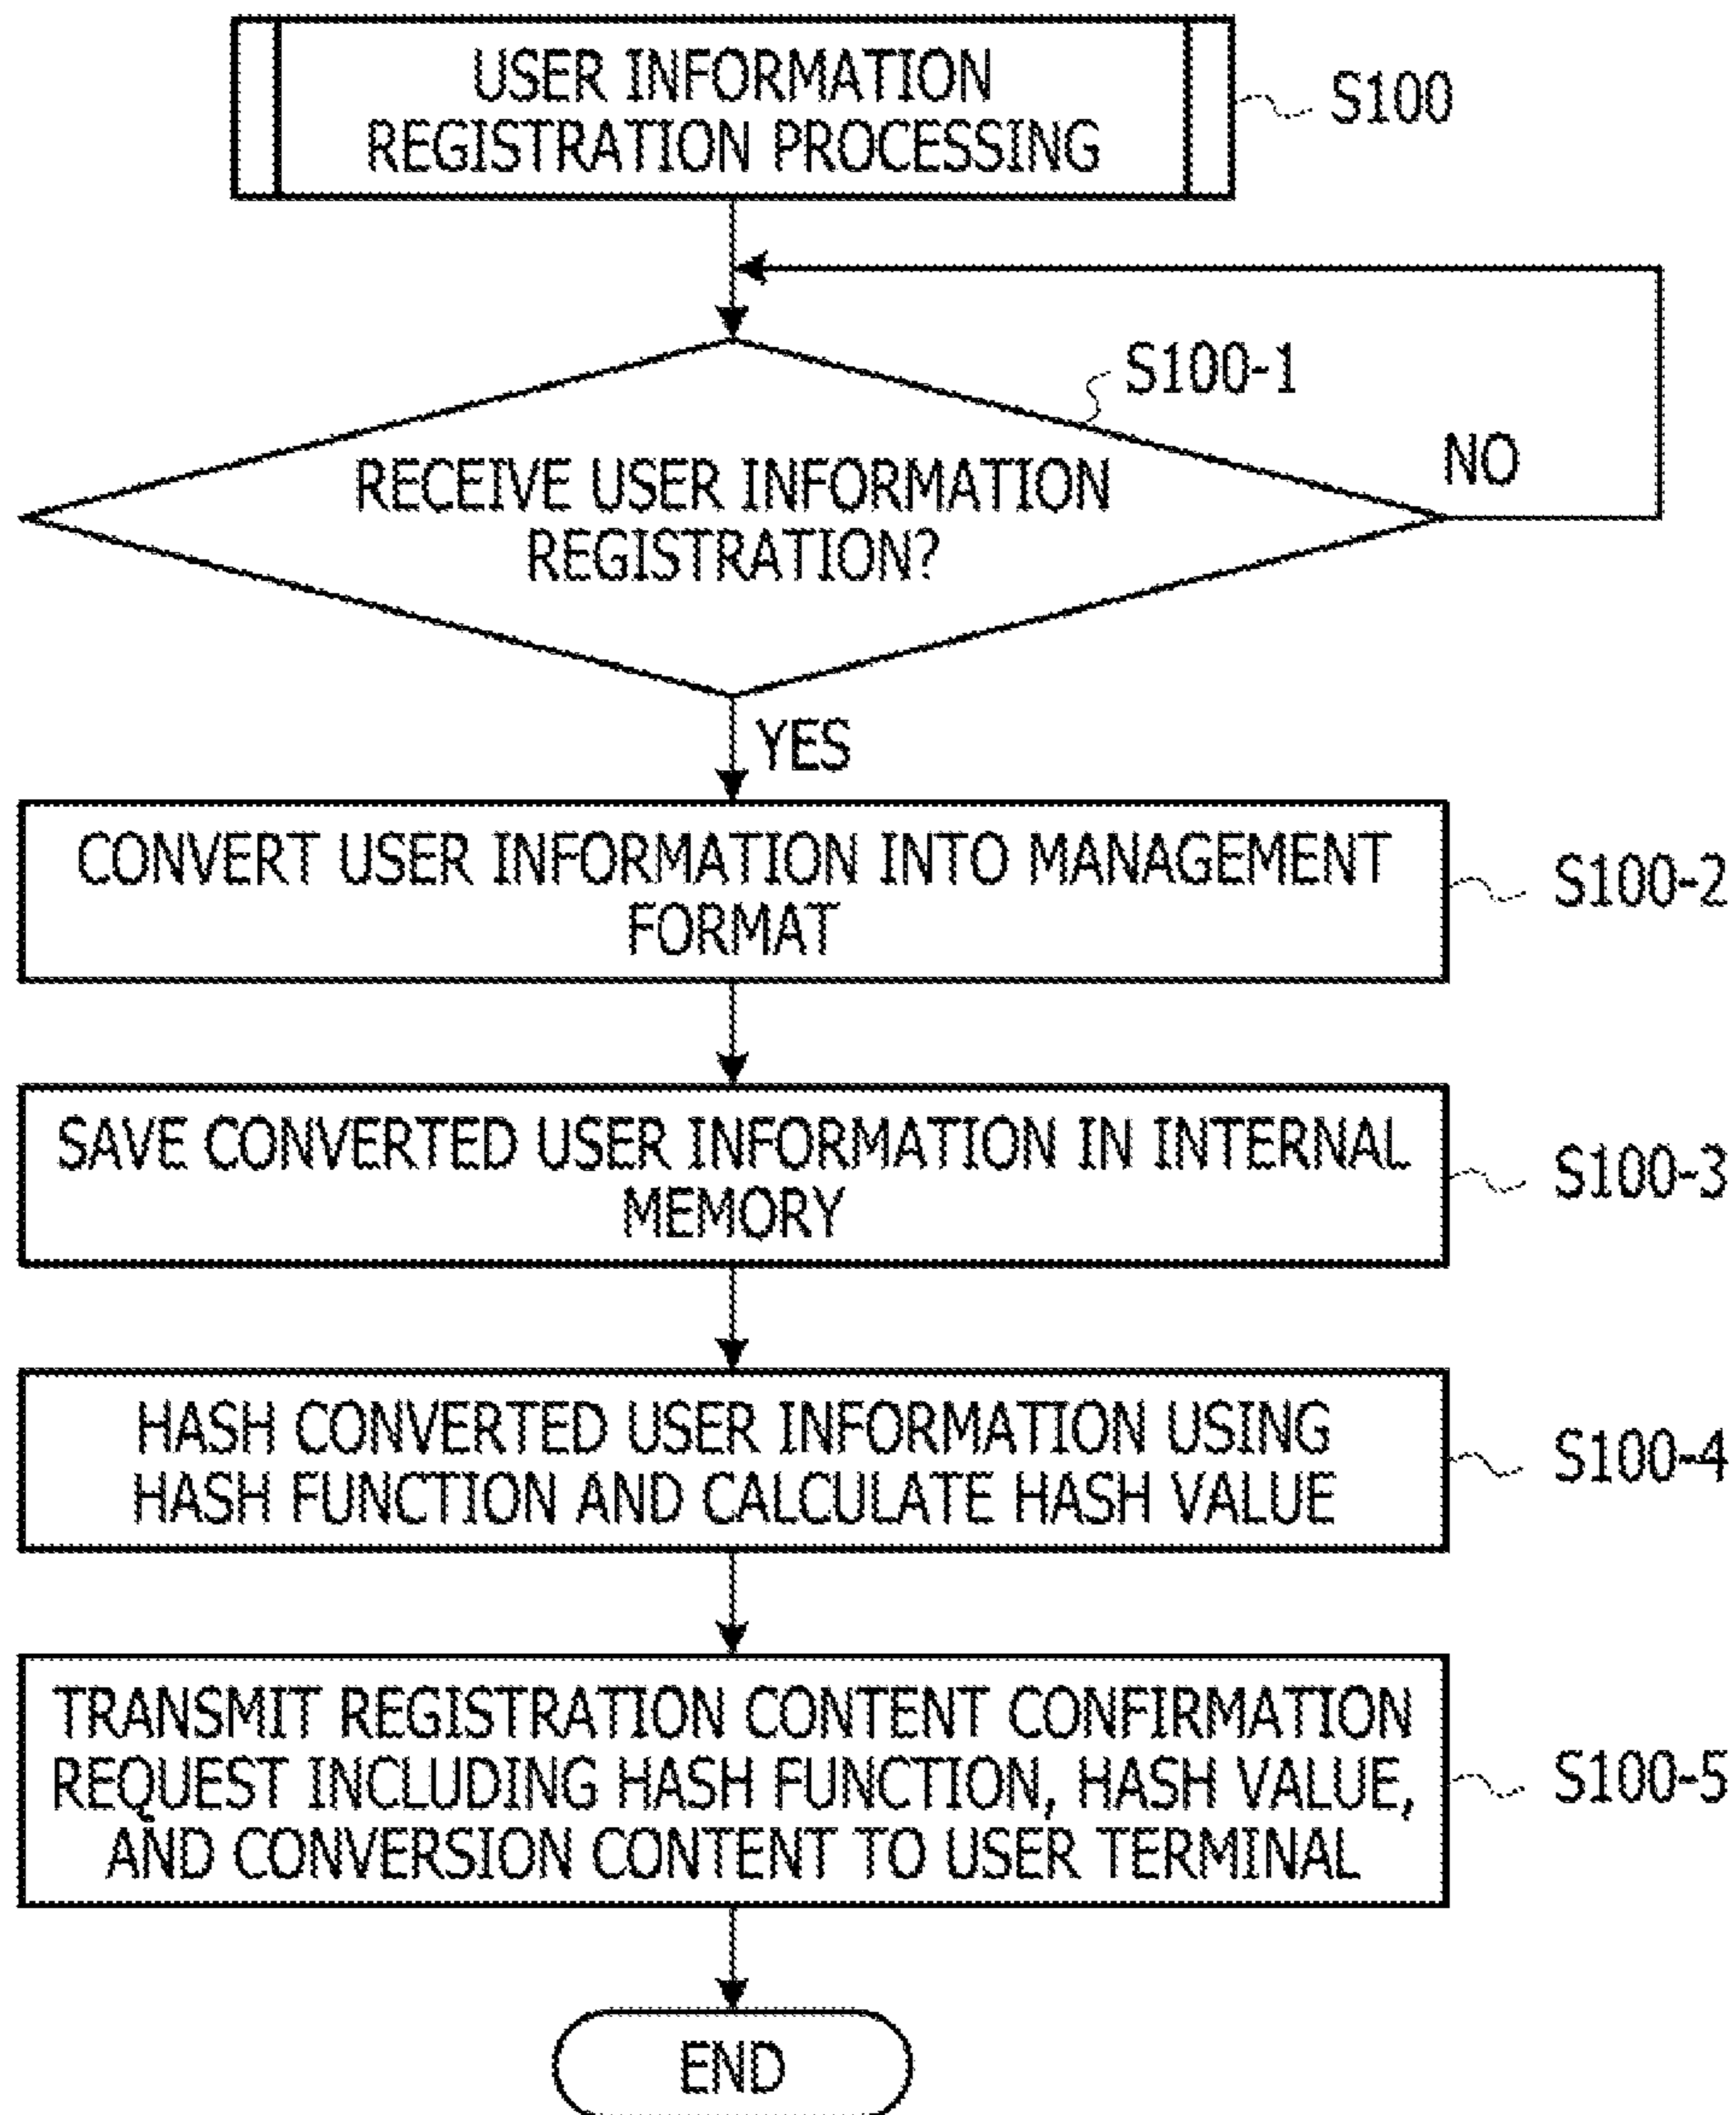 USER INFORMATION
REGISTRATION PROCESSING
S100
S100-1
RECEIVE USER INFORMATION
REGISTRATION?
NO
YES
CONVERT USER INFORMATION INTO MANAGEMENT
FORMAT
S100-2
SAVE CONVERTED USER INFORMATION IN INTERNAL
MEMORY
S100-3
HASH CONVERTED USER INFORMATION USING
HASH FUNCTION AND CALCULATE HASH VALUE
S100-4
TRANSMIT REGISTRATION CONTENT CONFIRMATION
REQUEST INCLUDING HASH FUNCTION, HASH VALUE,
AND CONVERSION CONTENT TO USER TERMINAL
S100-5
END